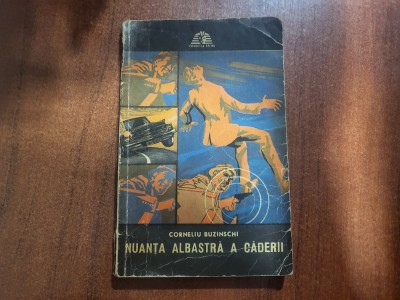 CORNELIU BUZINSCHI
NUANȚA ALBASTRĂ A CĂDERII